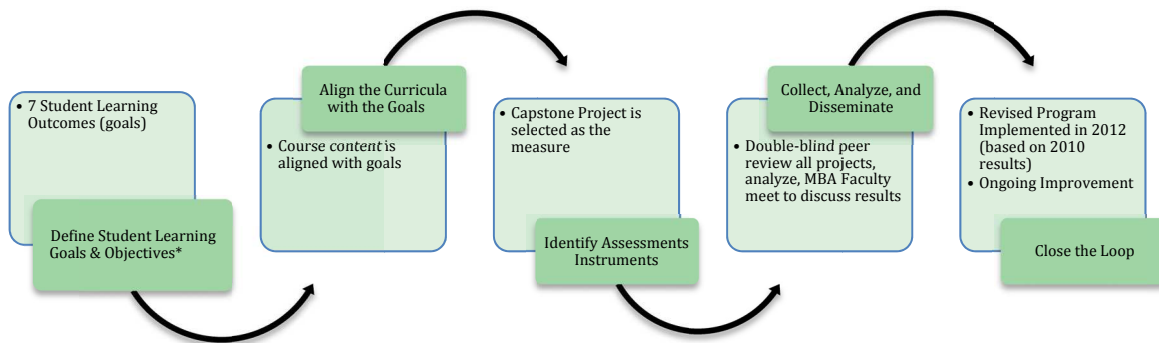 • 7 Student Learning
Outcomes (goals)
Define Student Learning
Goals & Objectives*
Align the Curricula
with the Goals
• Course content is
aligned with goals
• Capstone Project is
selected as the
measure
Identify Assessments
Instruments
Collect, Analyze, and
Disseminate
• Double-blind peer
review all projects,
analyze, MBA Faculty
meet to discuss results
• Revised Program
Implemented in 2012
(based on 2010
results)
• Ongoing Improvement
Close the Loop